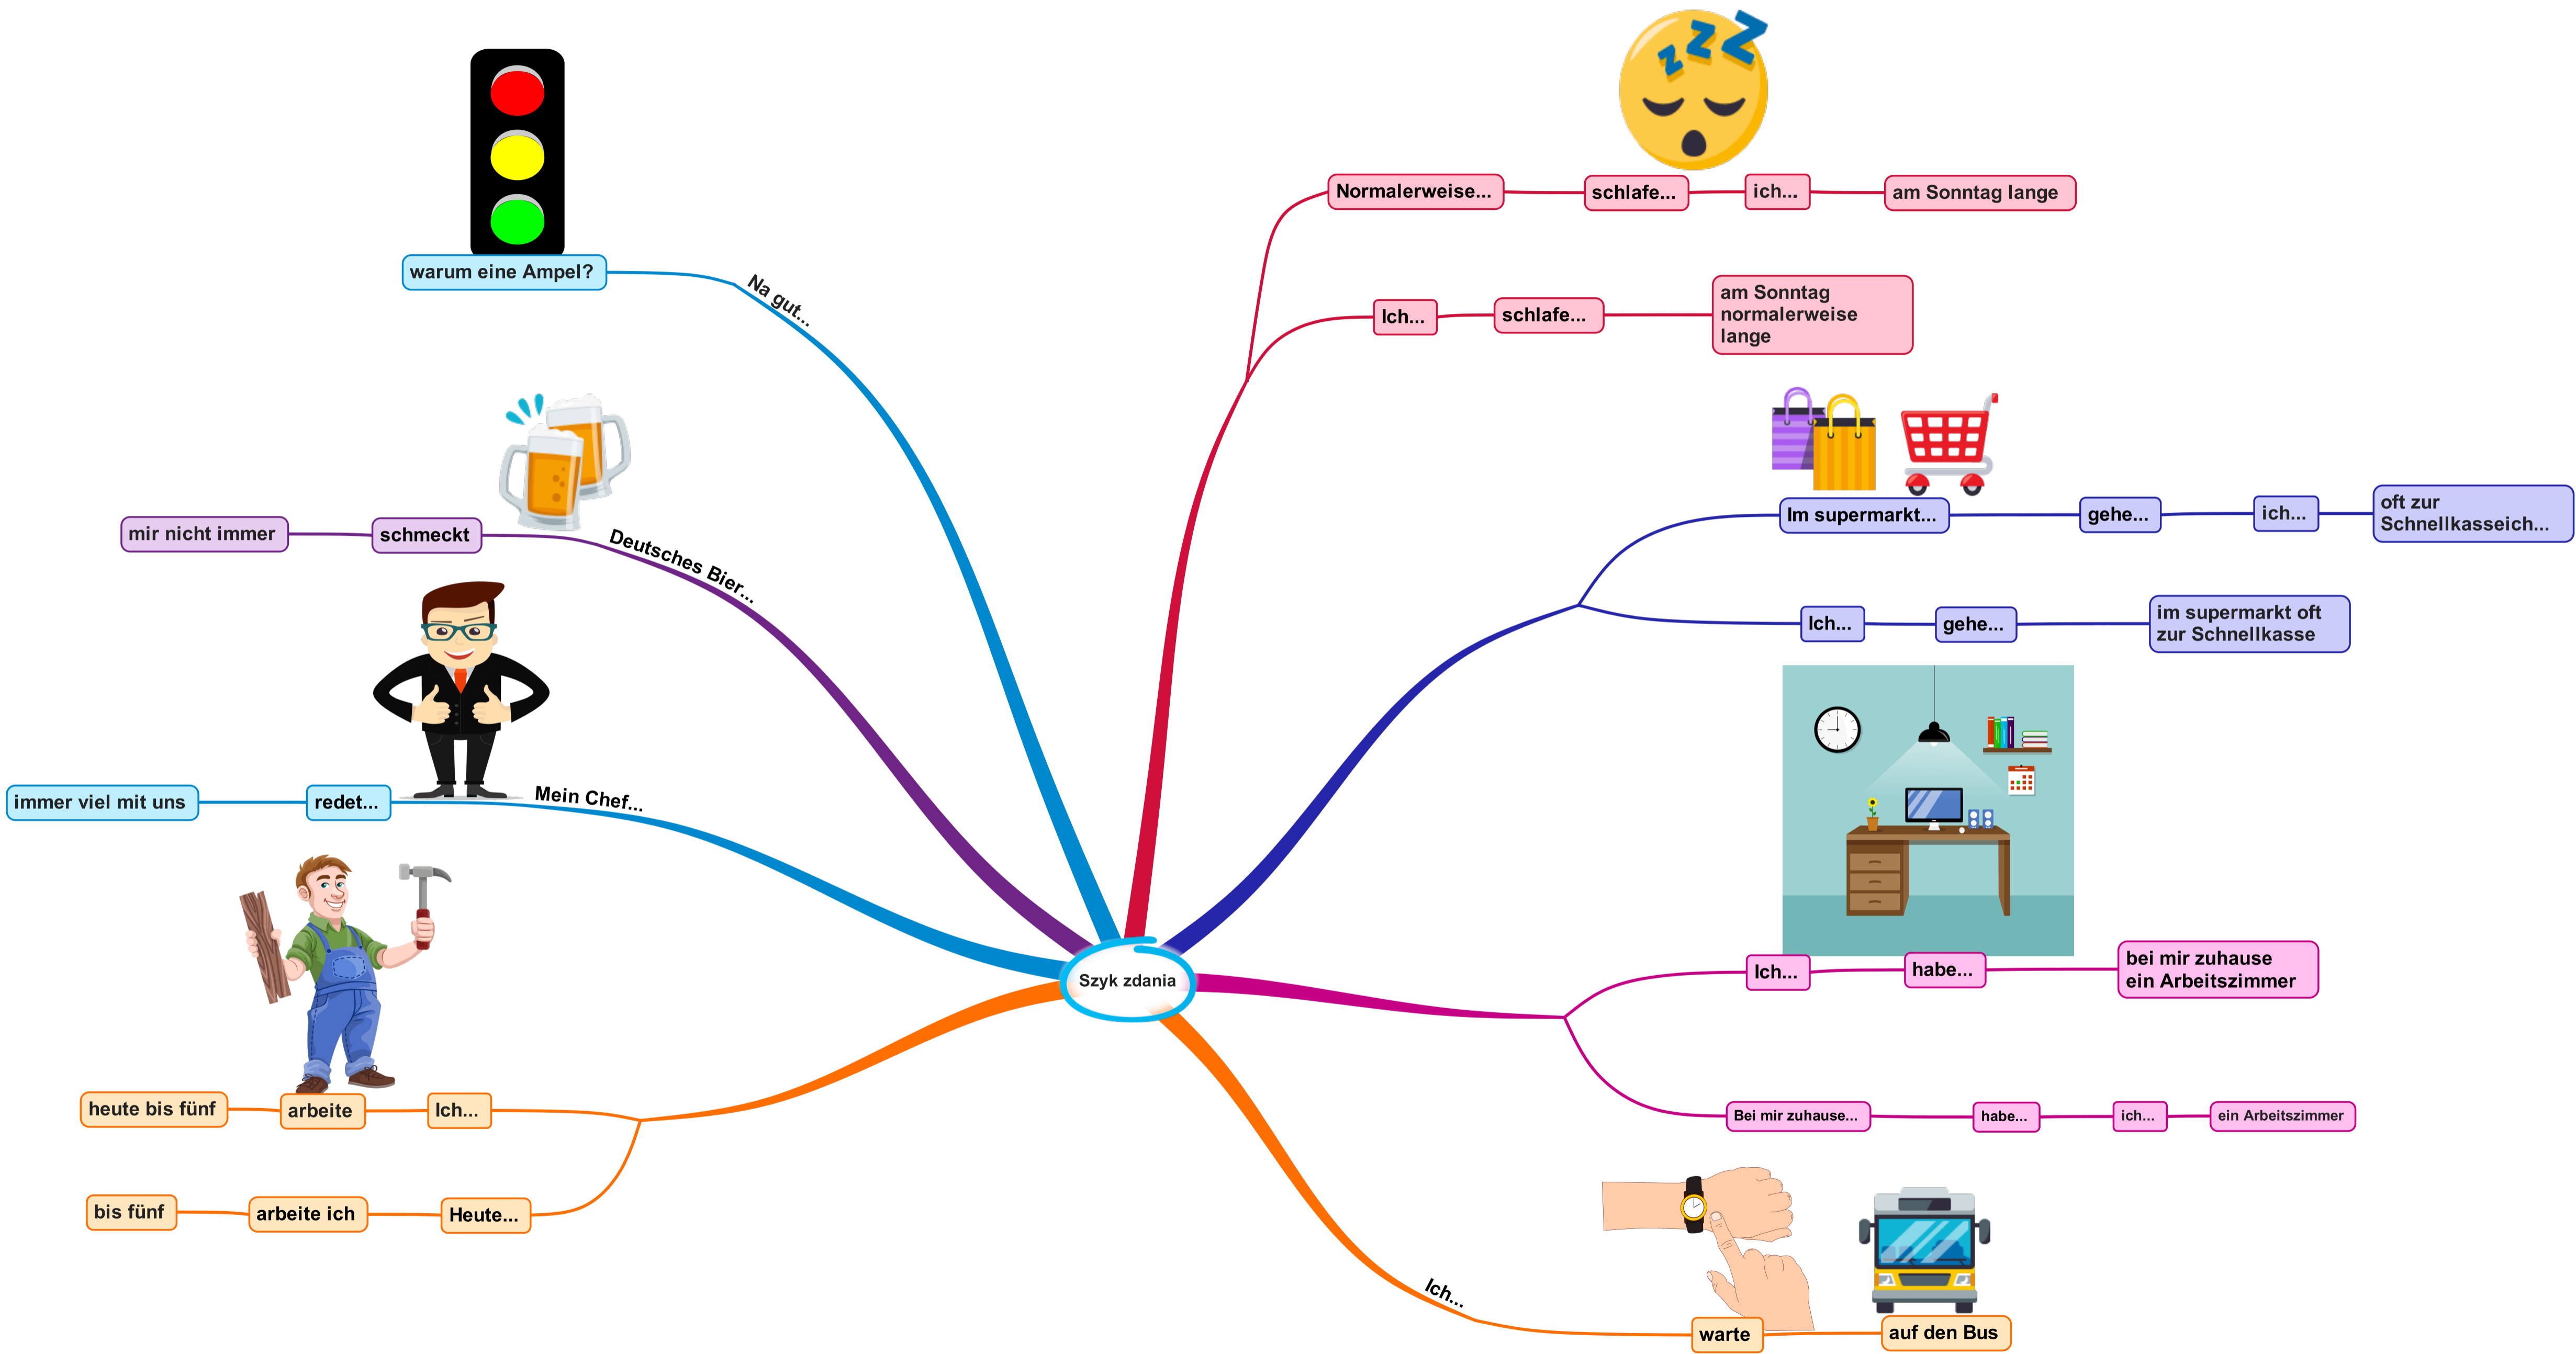 Szyk zdania
Normalerweise...
schlafe...
ich...
am Sonntag lange
Ich...
schlafe...
am Sonntag
normalerweise
lange
Im supermarkt...
gehe...
ich...
oft zur
Schnellkasseich...
Ich...
gehe...
im supermarkt oft
zur Schnellkasse
Ich...
habe...
bei mir zuhause
ein Arbeitszimmer
Bei mir zuhause...
habe...
ich...
ein Arbeitszimmer
Ich...
warte
auf den Bus
Na gut...
warum eine Ampel?
Deutsches Bier...
schmeckt
mir nicht immer
Mein Chef...
redet...
immer viel mit uns
Ich...
arbeite
heute bis fünf
Heute...
arbeite ich
bis fünf